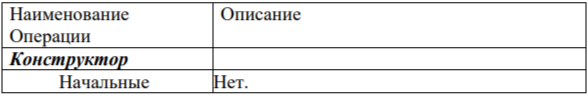 Наименование Описание
Операции
Конструктор
Начальные Нет.